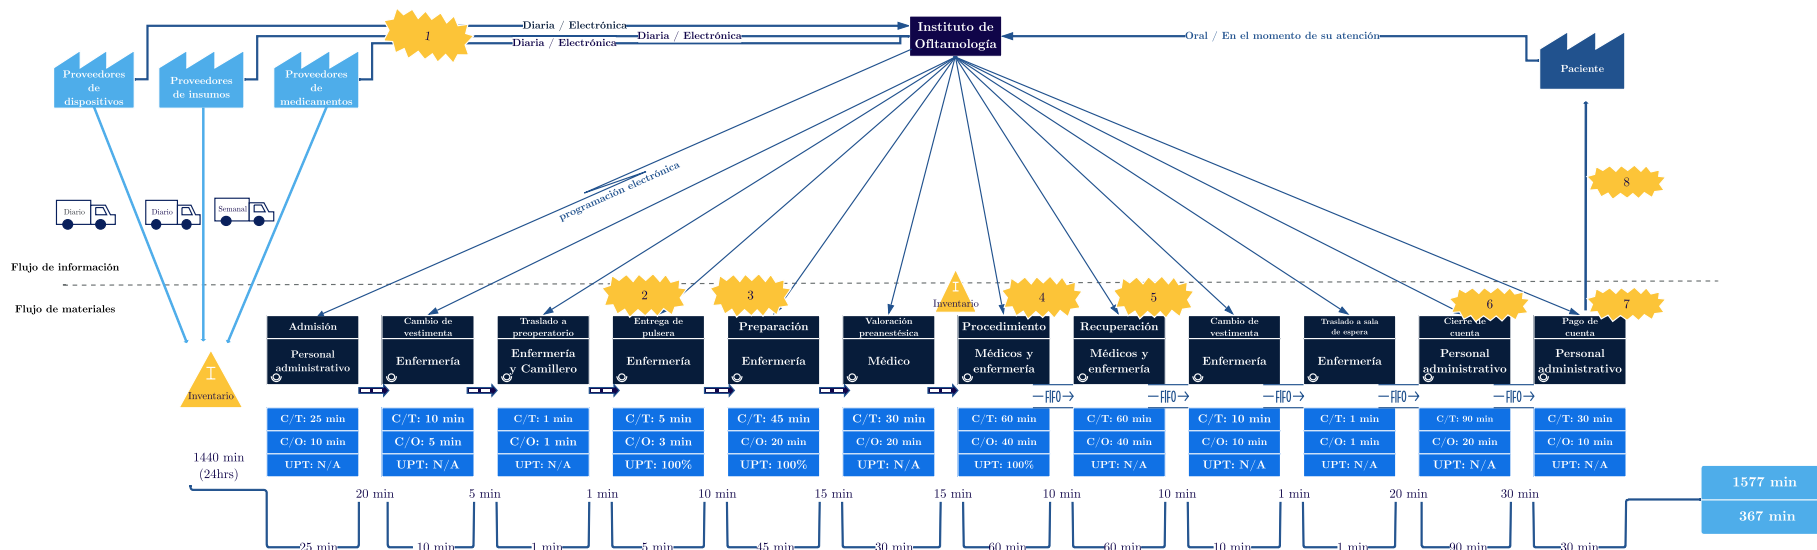 Diaria / Electrónica
Diaria / Electrónica
Diaria / Electrónica
1
Instituto de
Oftamología
Oral / En el momento de su atención
Proveedores
de
dispositivos
Proveedores
de insumos
Proveedores
de
medicamentos
Paciente
programación electrónica
8
Diario
Diario
Semanal
Flujo de información
Flujo de materiales
2
3
Inventario
4
5
6
7
Admisión
Personal
administrativo
Cambio de
vestimenta
Enfermería
Traslado a
preoperatorio
Enfermería
y Camillero
Entrega de
pulsera
Enfermería
Preparación
Enfermería
Valoración
preanestésica
Médico
Procedimiento
Médicos y
enfermería
Recuperación
Médicos y
enfermería
Cambio de
vestimenta
Enfermería
Traslado a sala
de espera
Enfermería
Cierre de
cuenta
Personal
administrativo
Pago de
cuenta
Personal
administrativo
I
Inventario
I
FIFO
FIFO
FIFO
FIFO
FIFO
C/T: 25 min
C/O: 10 min
UPT: N/A
C/T: 10 min
C/O: 5 min
UPT: N/A
C/T: 1 min
C/O: 1 min
UPT: N/A
C/T: 5 min
C/O: 3 min
UPT: 100%
C/T: 45 min
C/O: 20 min
UPT: 100%
C/T: 30 min
C/O: 20 min
UPT: N/A
C/T: 60 min
C/O: 40 min
UPT: 100%
C/T: 60 min
C/O: 40 min
UPT: N/A
C/T: 10 min
C/O: 10 min
UPT: N/A
C/T: 1 min
C/O: 1 min
UPT: N/A
C/T: 90 min
C/O: 20 min
UPT: N/A
C/T: 30 min
C/O: 10 min
UPT: N/A
1440 min
(24hrs)
20 min
5 min
1 min
10 min
15 min
15 min
10 min
10 min
1 min
20 min
30 min
25 min
10 min
1 min
5 min
45 min
30 min
60 min
60 min
10 min
1 min
90 min
30 min
1577 min
367 min